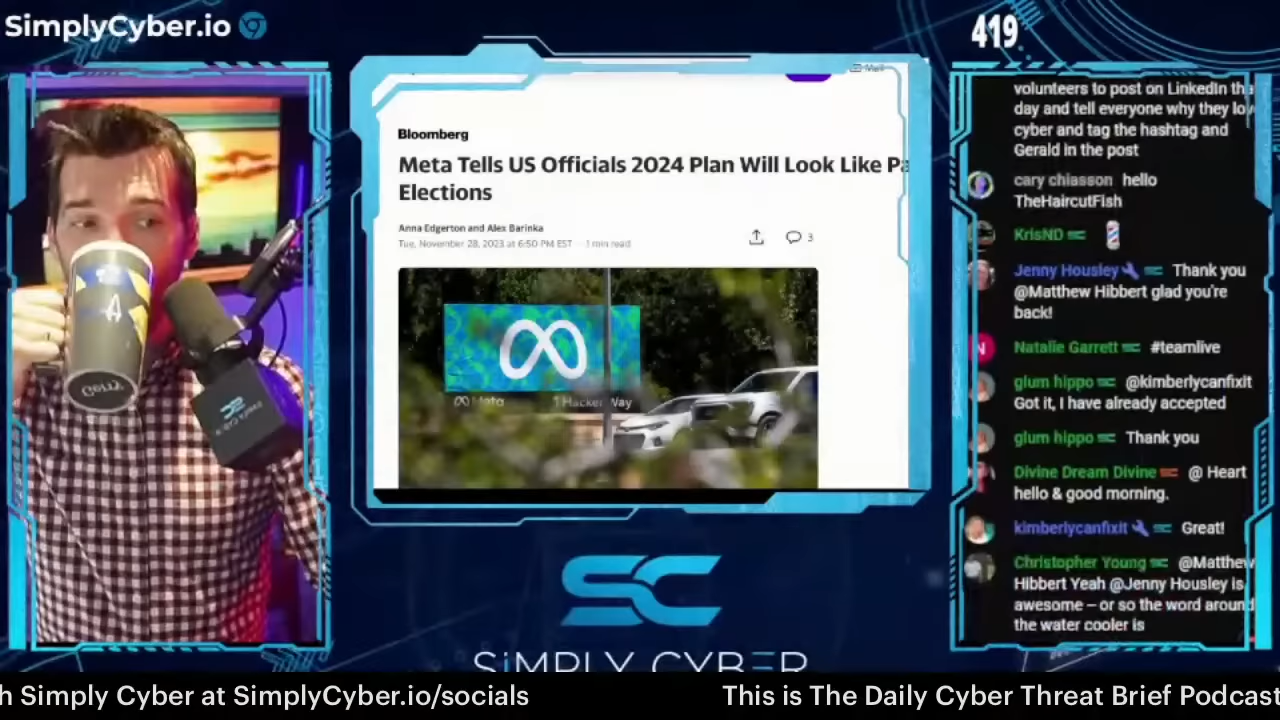 SimplyCyber.io
419
Bloomberg
Meta Tells US Officials 2024 Plan Will Look Like Pa
Elections
Anna Edgerton and Alex Barinka
Tue, November 28, 2023 at 6:50 PM EST · 1 min read
3
Meta
1 Hacker Way
Gerry
volunteers to post on LinkedIn tha
day and tell everyone why they lov
cyber and tag the hashtag and
Gerald in the post
cary chiasson hello
TheHaircutFish
KrisND
Jenny Housley Thank you
@Matthew Hibbert glad you're
back!
N Natalie Garrett #teamlive
glum hippo @kimberlycanfixit
Got it, I have already accepted
glum hippo Thank you
Divine Dream Divine @ Heart
hello & good morning.
kimberlycanfixit Great!
Christopher Young @Matthew
Hibbert Yeah @Jenny Housley is
awesome – or so the word around
the water cooler is
SC
SIMPLY CYBER
h Simply Cyber at SimplyCyber.io/socials
This is The Daily Cyber Threat Brief Podcast